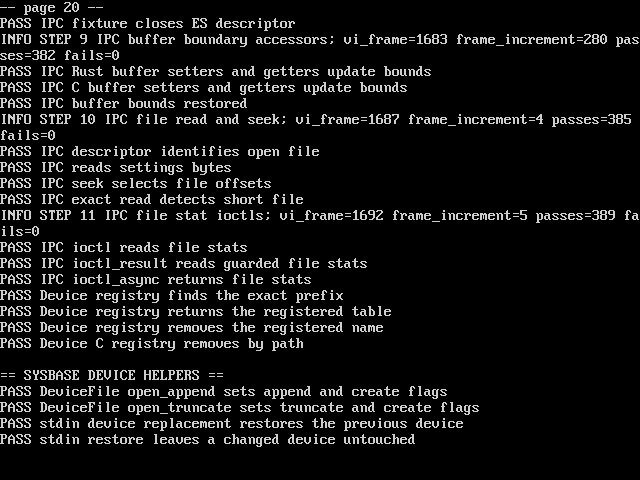 -- page 20 --
PASS IPC fixture closes ES descriptor
INFO STEP 9 IPC buffer boundary accessors; vi_frame=1683 frame_increment=280 pas
ses=382 fails=0
PASS IPC Rust buffer setters and getters update bounds
PASS IPC C buffer setters and getters update bounds
PASS IPC buffer bounds restored
INFO STEP 10 IPC file read and seek; vi_frame=1687 frame_increment=4 passes=385
fails=0
PASS IPC descriptor identifies open file
PASS IPC reads settings bytes
PASS IPC seek selects file offsets
PASS IPC exact read detects short file
INFO STEP 11 IPC file stat ioctls; vi_frame=1692 frame_increment=5 passes=389 fa
ils=0
PASS IPC ioctl reads file stats
PASS IPC ioctl_result reads guarded file stats
PASS IPC ioctl_async returns file stats
PASS Device registry finds the exact prefix
PASS Device registry returns the registered table
PASS Device registry removes the registered name
PASS Device C registry removes by path
== SYSBASE DEVICE HELPERS ==
PASS DeviceFile open_append sets append and create flags
PASS DeviceFile open_truncate sets truncate and create flags
PASS stdin device replacement restores the previous device
PASS stdin restore leaves a changed device untouched